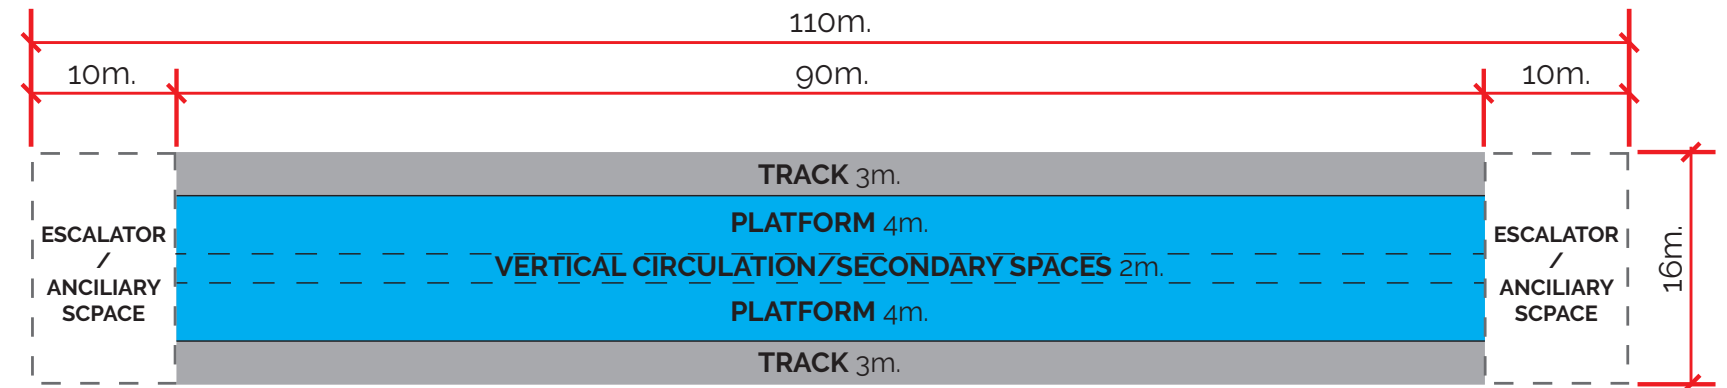 110m.
10m.
90m.
10m.
TRACK 3m.
PLATFORM 4m.
ESCALATOR
/
ANCILIARY
SCPACE
VERTICAL CIRCULATION/SECONDARY SPACES 2m.
ESCALATOR
/
ANCILIARY
SCPACE
16m.
PLATFORM 4m.
TRACK 3m.